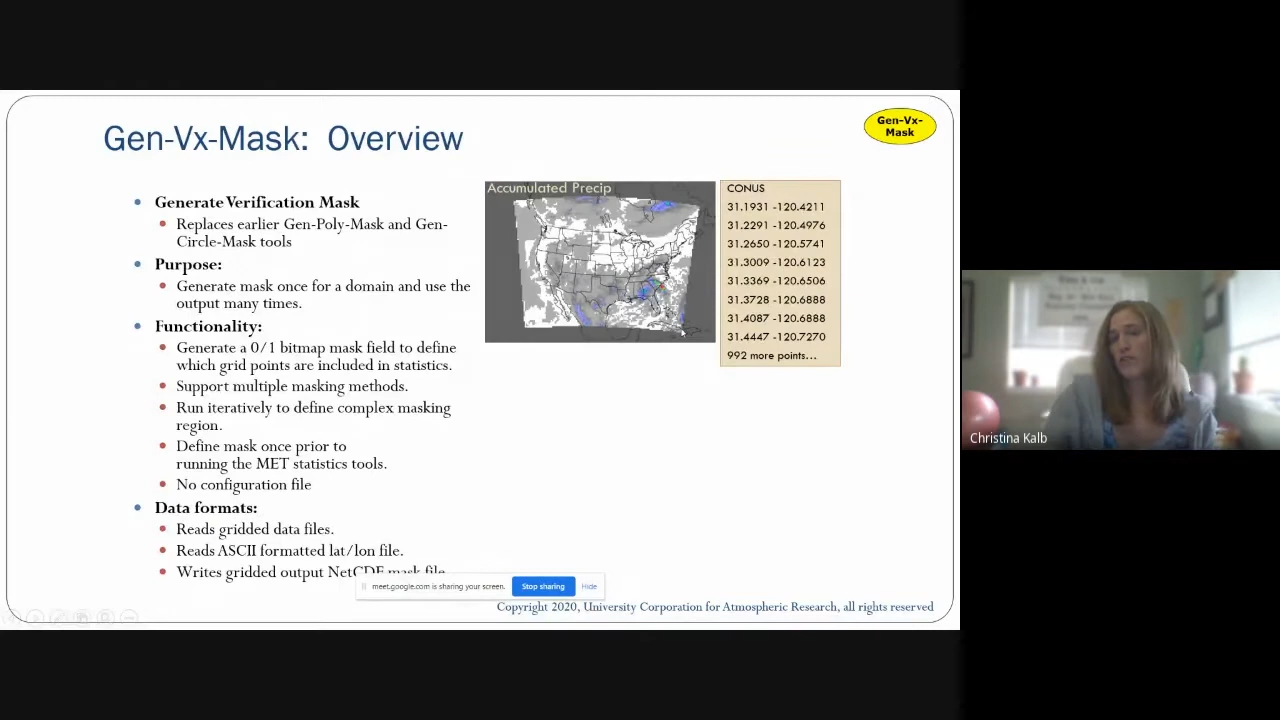 Gen-Vx-Mask: Overview
Gen-Vx-
Mask
Generate Verification Mask
Replaces earlier Gen-Poly-Mask and Gen-
Circle-Mask tools
Purpose:
Generate mask once for a domain and use the
output many times.
Functionality:
Generate a 0/1 bitmap mask field to define
which grid points are included in statistics.
Support multiple masking methods.
Run iteratively to define complex masking
region.
Define mask once prior to
running the MET statistics tools.
No configuration file
Data formats:
Reads gridded data files.
Reads ASCII formatted lat/lon file.
Writes gridded output NetCDF mask file
Accumulated Precip
CONUS
31.1931 -120.4211
31.2291 -120.4976
31.2650 -120.5741
31.3009 -120.6123
31.3369 -120.6506
31.3728 -120.6888
31.4087 -120.6888
31.4447 -120.7270
992 more points...
meet.google.com is sharing your screen.
Stop sharing
Hide
Copyright 2020, University Corporation for Atmospheric Research, all rights reserved
Christina Kalb